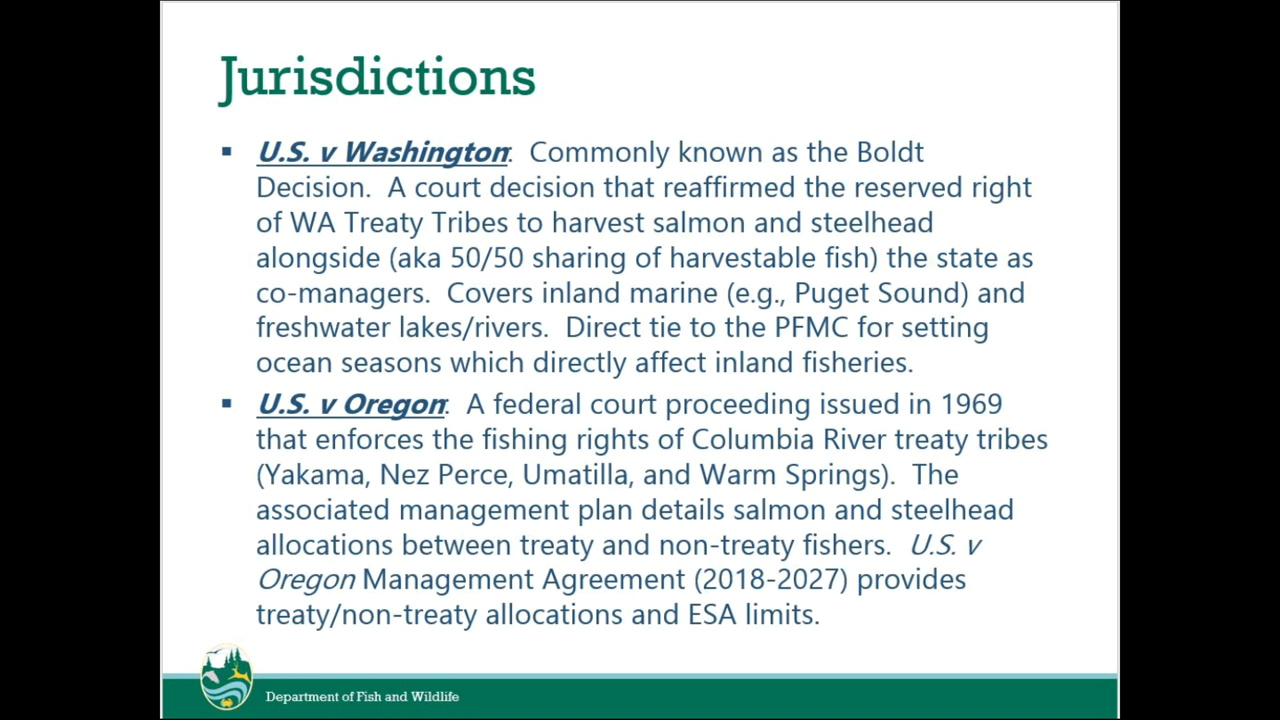 Jurisdictions
▪ U.S. v Washington: Commonly known as the Boldt
Decision. A court decision that reaffirmed the reserved right
of WA Treaty Tribes to harvest salmon and steelhead
alongside (aka 50/50 sharing of harvestable fish) the state as
co-managers. Covers inland marine (e.g., Puget Sound) and
freshwater lakes/rivers. Direct tie to the PFMC for setting
ocean seasons which directly affect inland fisheries.
▪ U.S. v Oregon: A federal court proceeding issued in 1969
that enforces the fishing rights of Columbia River treaty tribes
(Yakama, Nez Perce, Umatilla, and Warm Springs). The
associated management plan details salmon and steelhead
allocations between treaty and non-treaty fishers. U.S. v
Oregon Management Agreement (2018-2027) provides
treaty/non-treaty allocations and ESA limits.
Department of Fish and Wildlife